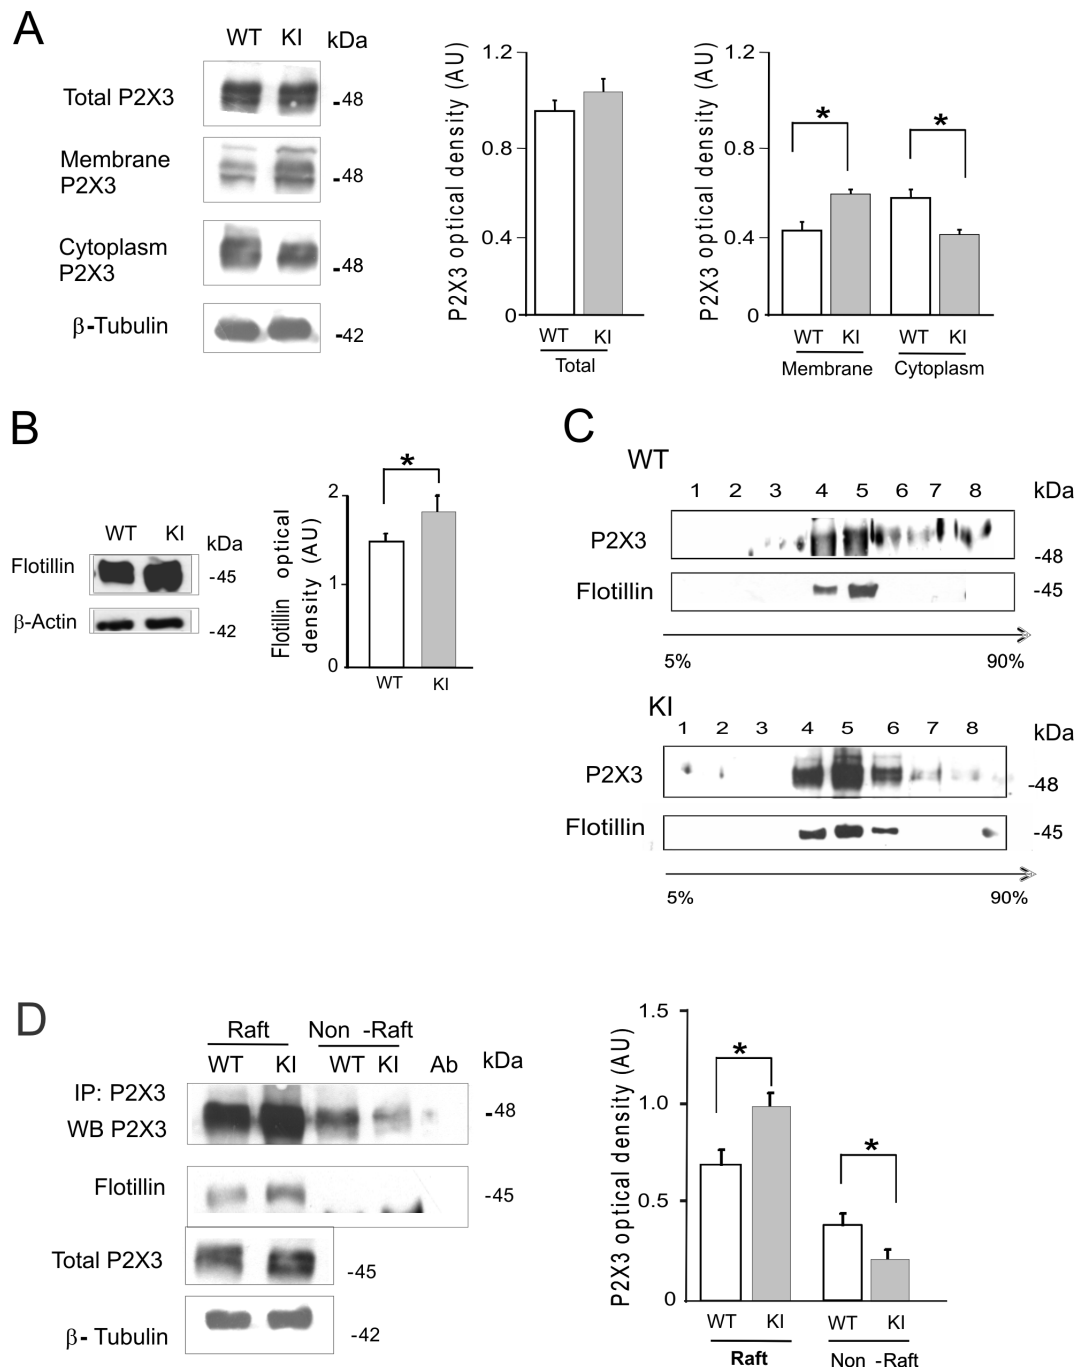 A
WT KI kDa
Total P2X3
-48
Membrane
P2X3
-48
Cytoplasm
P2X3
-48
β-Tubulin
-42
P2X3 optical density (AU)
1.2
0.8
0.4
0
WT KI
Total
P2X3 optical density (AU)
1.2
0.8
0.4
0
* *
WT KI WT KI
Membrane Cytoplasm
B
WT KI
kDa
Flotillin
-45
β-Actin
-42
Flotillin optical
density (AU)
2
1
0
*
WT KI
C
WT
1 2 3 4 5 6 7 8 kDa
P2X3
-48
Flotillin -45
5% 90%
KI
1 2 3 4 5 6 7 8 kDa
P2X3
-48
Flotillin -45
5% 90%
D
Raft Non -Raft
WT KI WT KI Ab kDa
IP: P2X3
WB P2X3
-48
Flotillin -45
Total P2X3
-45
β- Tubulin -42
P2X3 optical density (AU)
1.5
1.0
0.5
0
*
*
WT KI WT KI
Raft Non -Raft